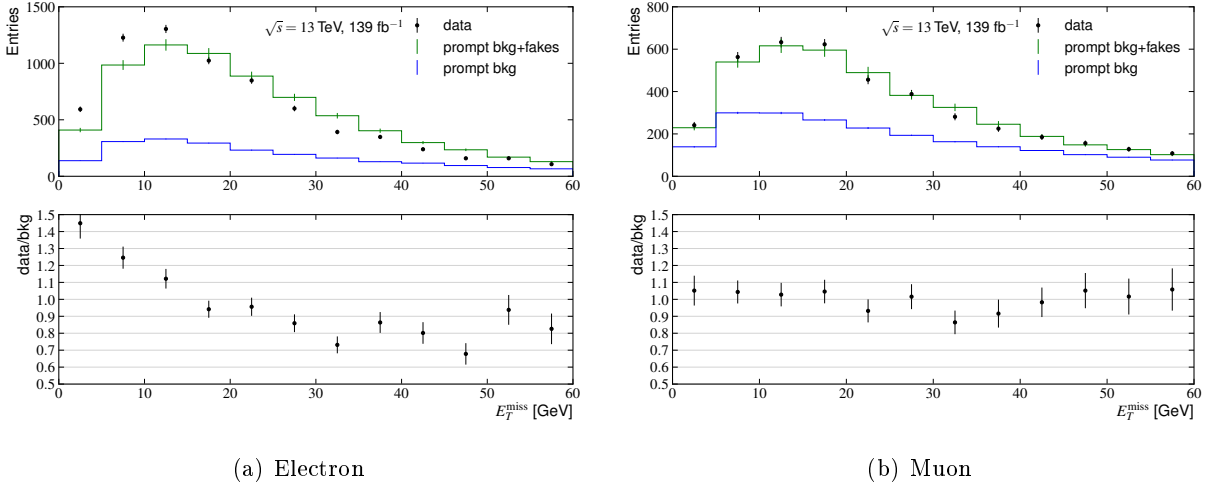 Entries
1500
1000
500
0
0 10 20 30 40 50 60
√s = 13 TeV, 139 fb⁻¹
data
prompt bkg+fakes
prompt bkg
data/bkg
1.5
1.4
1.3
1.2
1.1
1.0
0.9
0.8
0.7
0.6
0.5
0 10 20 30 40 50 60
E_T^miss [GeV]
(a) Electron
Entries
800
600
400
200
0
0 10 20 30 40 50 60
√s = 13 TeV, 139 fb⁻¹
data
prompt bkg+fakes
prompt bkg
data/bkg
1.5
1.4
1.3
1.2
1.1
1.0
0.9
0.8
0.7
0.6
0.5
0 10 20 30 40 50 60
E_T^miss [GeV]
(b) Muon